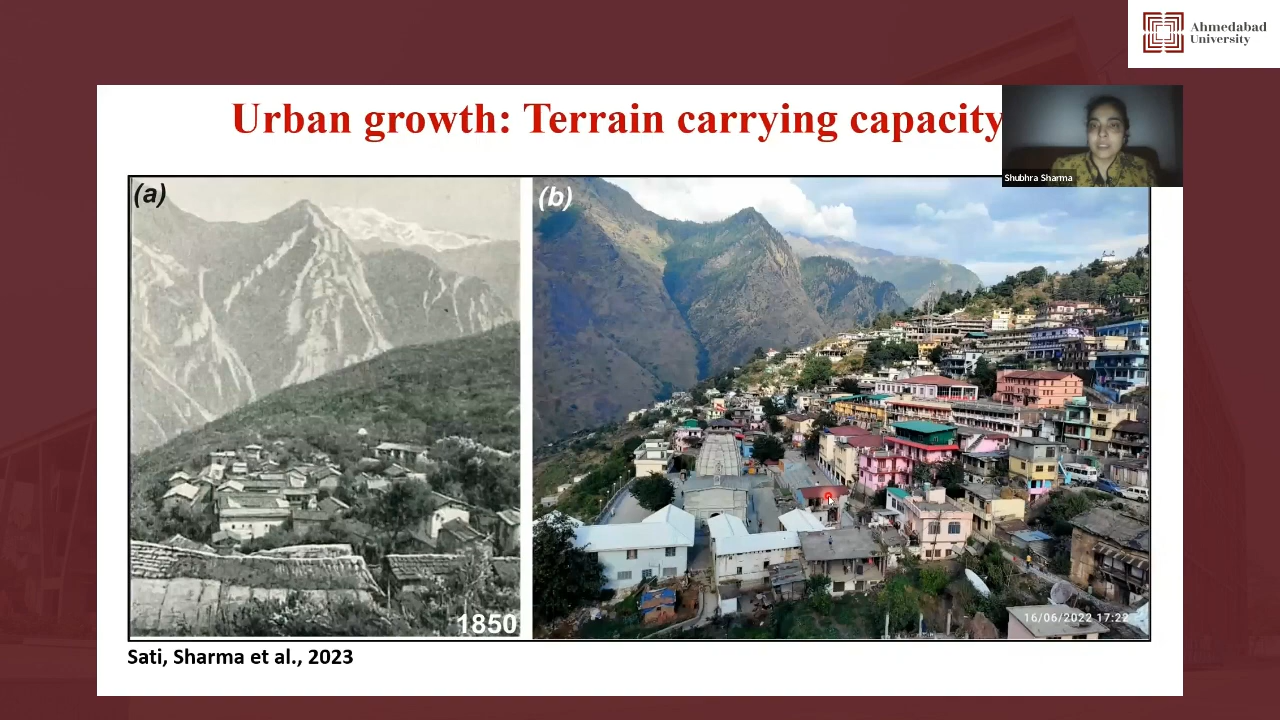 Ahmedabad
University
Urban growth: Terrain carrying capacity
Shubhra Sharma
(a)
(b)
1850
16/06/2022 17:22
Sati, Sharma et al., 2023